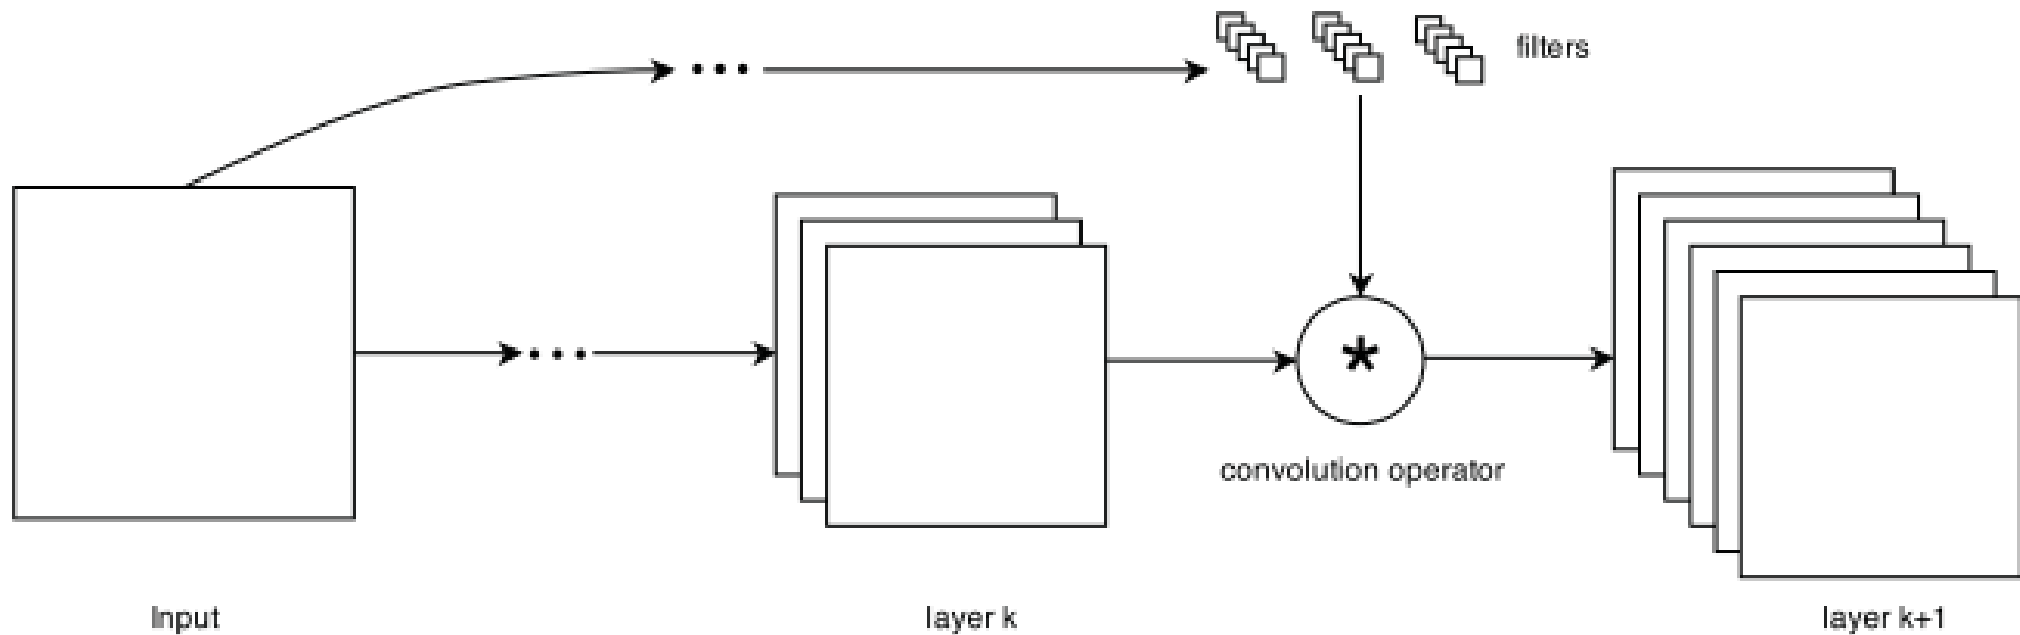 filters
*
convolution operator
Input
layer k
layer k+1